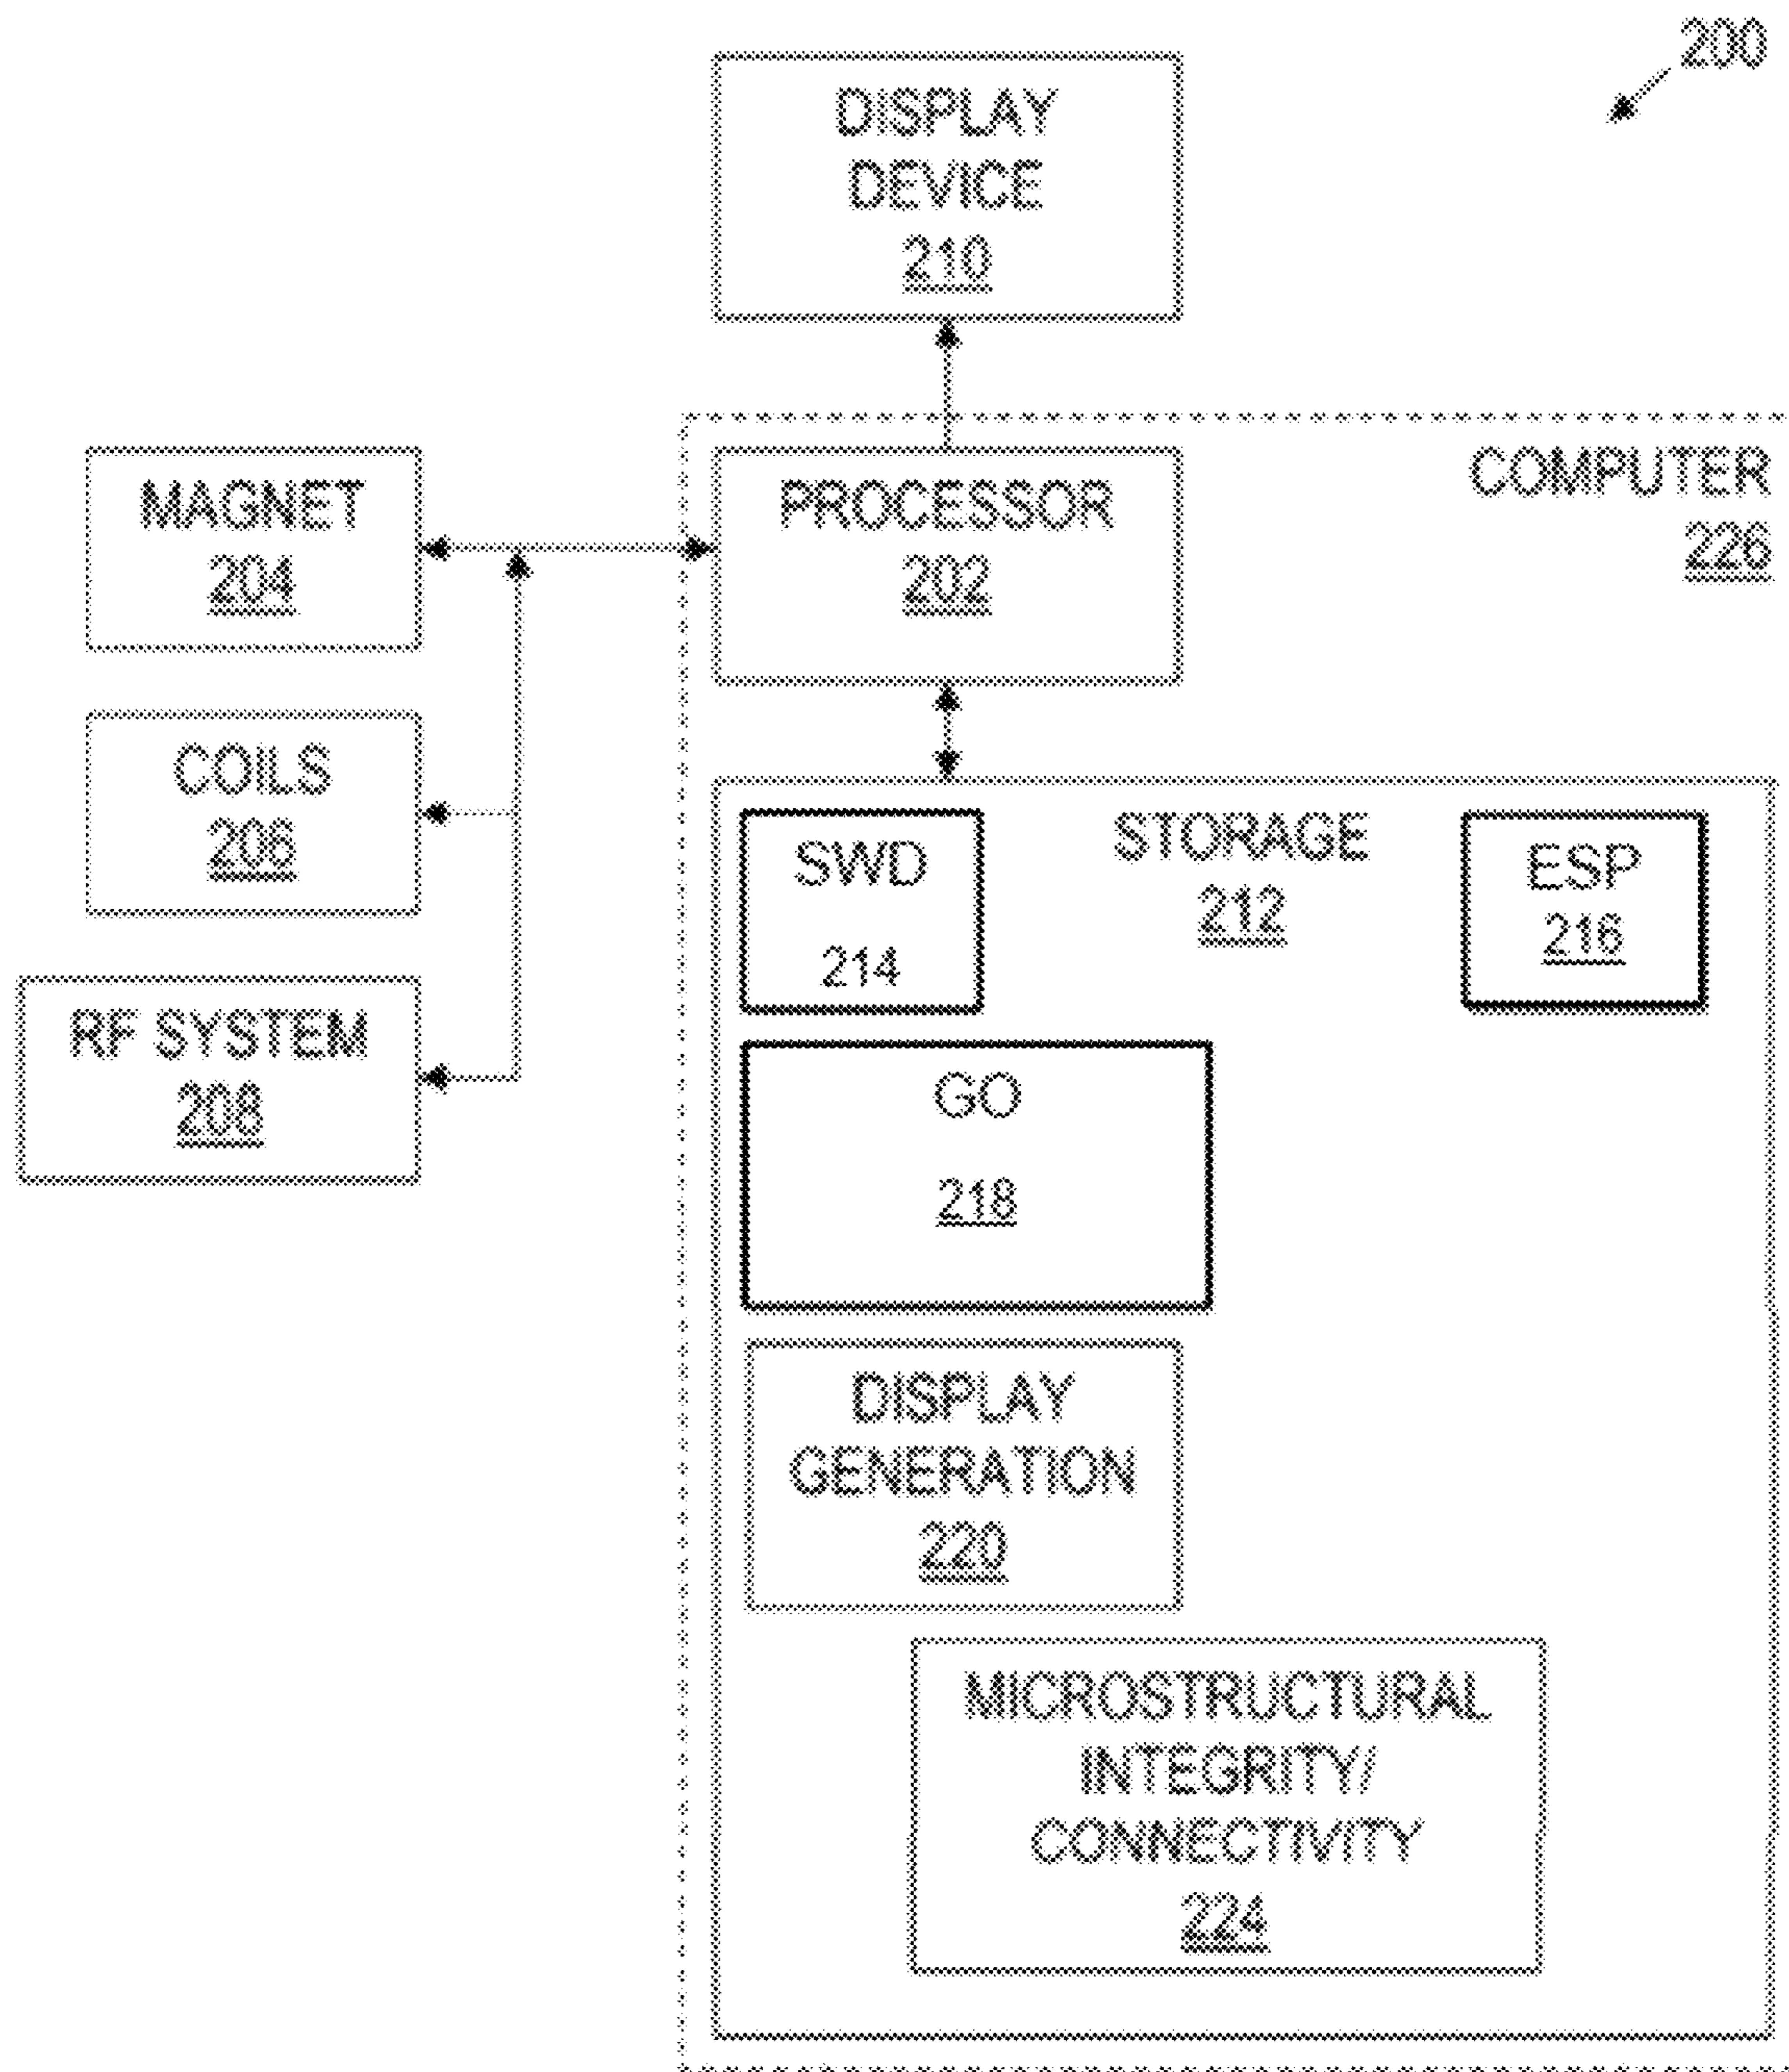 200
DISPLAY
DEVICE
210
MAGNET
204
PROCESSOR
202
COMPUTER
226
COILS
206
RF SYSTEM
208
STORAGE
212
SWD
214
ESP
216
GO
218
DISPLAY
GENERATION
220
MICROSTRUCTURAL
INTEGRITY/
CONNECTIVITY
224